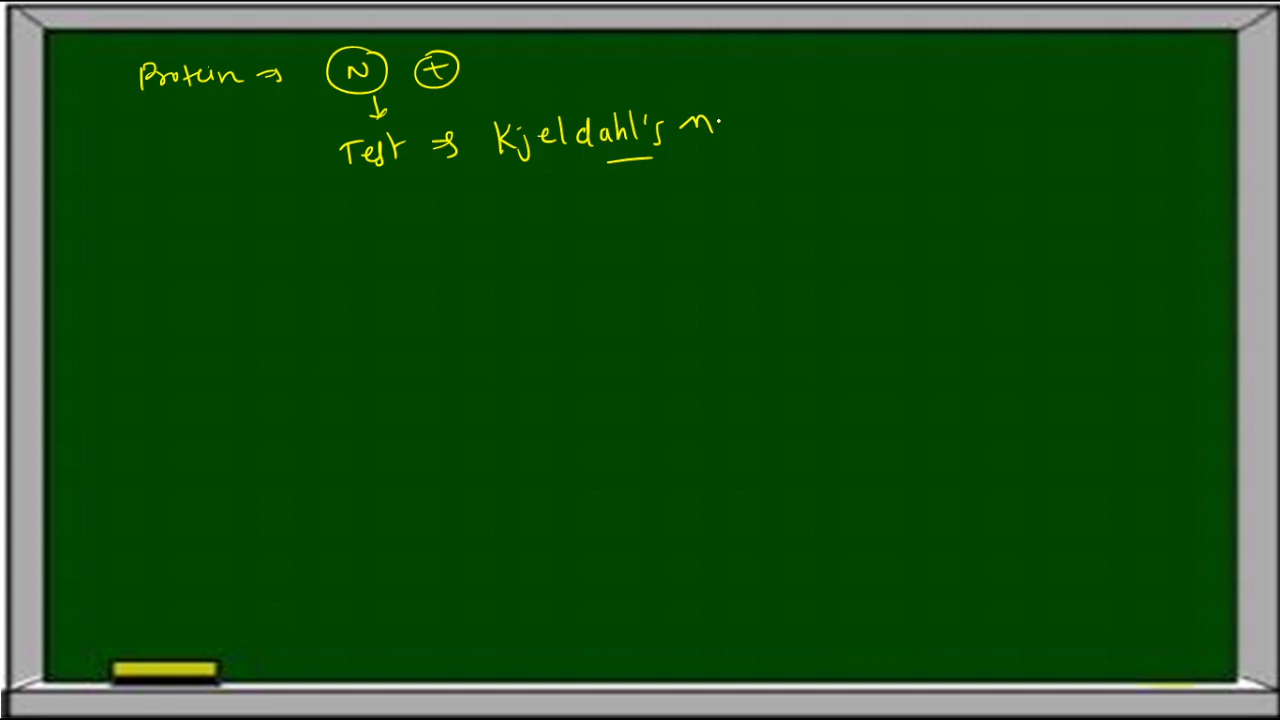 Protein ⇒ (N) (+)
↓
Test ⇒ Kjeldahl's m.